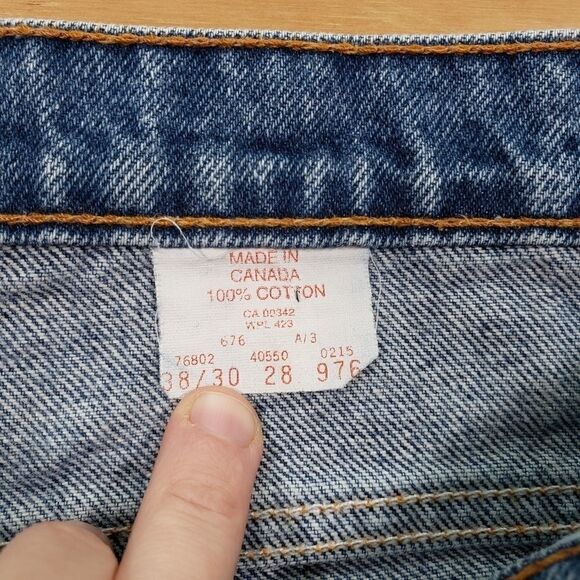 MADE IN
CANADA
100% COTTON
CA 00342
WPL 423
676 A/3
76802 40550 0215
38/30 28 976